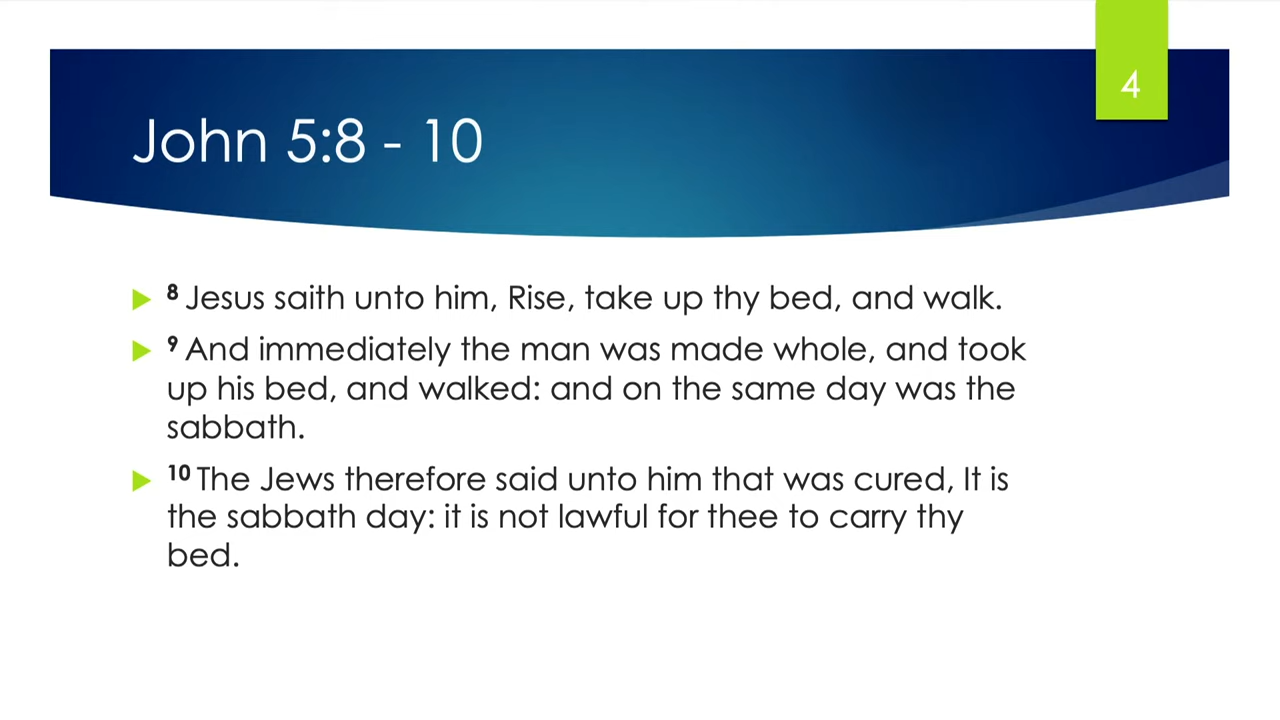 4
John 5:8 - 10
8 Jesus saith unto him, Rise, take up thy bed, and walk.
9 And immediately the man was made whole, and took
up his bed, and walked: and on the same day was the
sabbath.
10 The Jews therefore said unto him that was cured, It is
the sabbath day: it is not lawful for thee to carry thy
bed.